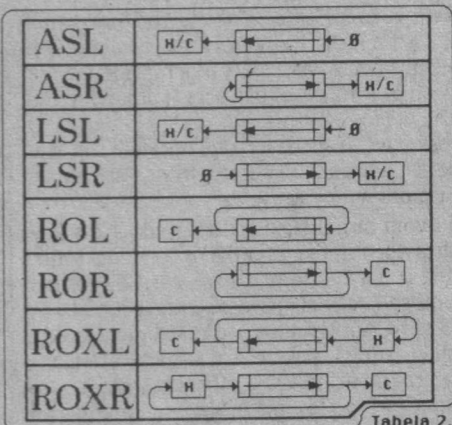 ASL X/C 0
ASR X/C
LSL X/C 0
LSR 0 X/C
ROL C
ROR C
ROXL C X
ROXR X C
Tabela 2.